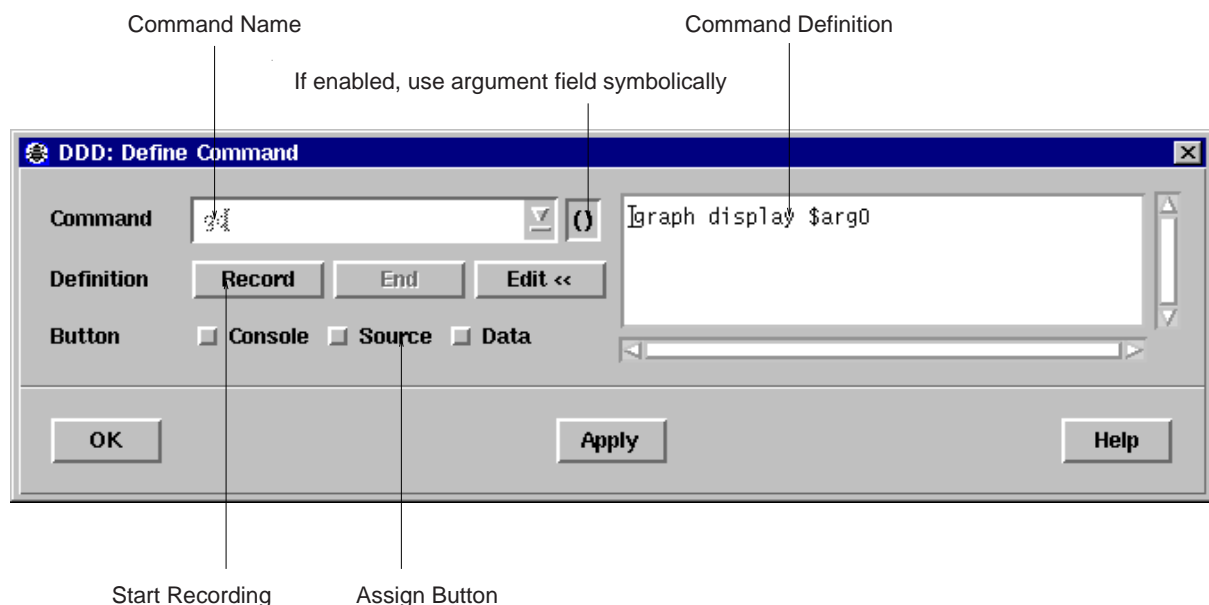 Command Name
Command Definition
If enabled, use argument field symbolically
DDD: Define Command
Command gd () graph display $arg0
Definition Record End Edit <<
Button Console Source Data
OK Apply Help
Start Recording Assign Button